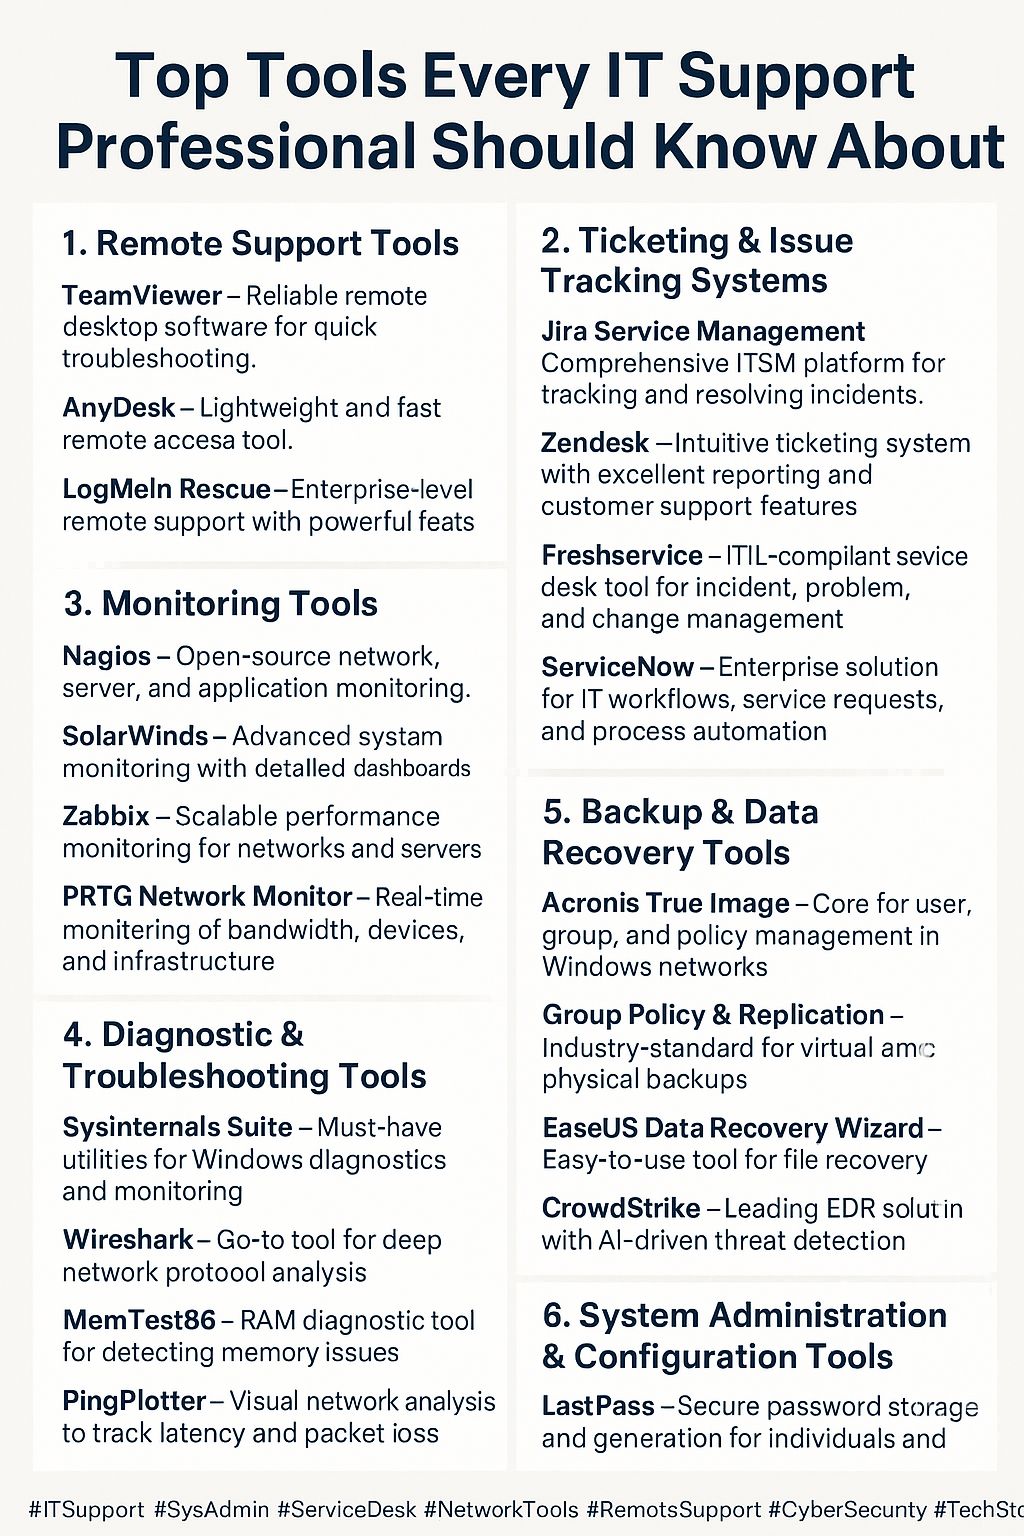 Top Tools Every IT Support
Professional Should Know About
1. Remote Support Tools
TeamViewer – Reliable remote
desktop software for quick
troubleshooting.
AnyDesk – Lightweight and fast
remote accesa tool.
LogMeIn Rescue – Enterprise-level
remote support with powerful feats
2. Ticketing & Issue
Tracking Systems
Jira Service Management
Comprehensive ITSM platform for
tracking and resolving incidents.
Zendesk – Intuitive ticketing system
with excellent reporting and
customer support features
Freshservice – ITIL-compilant sevice
desk tool for incident, problem,
and change management
ServiceNow – Enterprise solution
for IT workflows, service requests,
and process automation
3. Monitoring Tools
Nagios – Open-source network,
server, and application monitoring.
SolarWinds – Advanced systam
monitoring with detalled dashboards
Zabbix – Scalable performance
monitoring for networks and servers
PRTG Network Monitor – Real-time
monitering of bandwidth, devices,
and infrastructure
4. Diagnostic &
Troubleshooting Tools
Sysinternals Suite – Must-have
utilities for Windows dlagnostics
and monitoring
Wireshark – Go-to tool for deep
network protoool analysis
MemTest86 – RAM diagnostic tool
for detecting memory issues
PingPlotter – Visual network analysis
to track latency and packet ioss
5. Backup & Data
Recovery Tools
Acronis True Image – Core for user,
group, and policy management in
Windows networks
Group Policy & Replication –
Industry-standard for virtual
physical backups
EaseUS Data Recovery Wizard –
Easy-to-use tool for file recovery
CrowdStrike – Leading EDR solutin
with AI-driven threat detection
6. System Administration
& Configuration Tools
LastPass – Secure password storage
and generation for individuals and
#ITSupport #SysAdmin #ServiceDesk #NetworkTools #RemotsSupport #CyberSecunty #TechSto